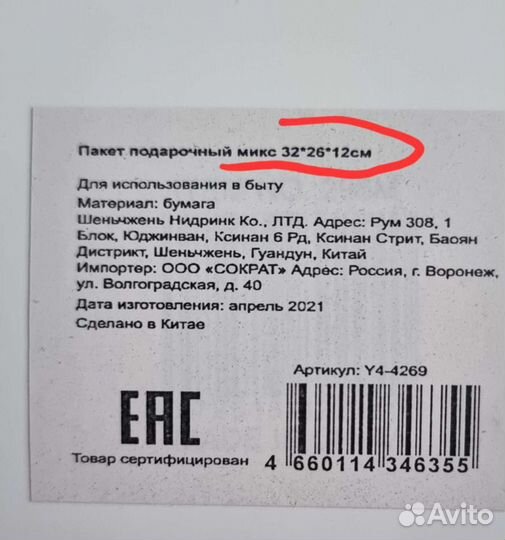 Пакет подарочный микс 32*26*12см
Для использования в быту
Материал: бумага
Шеньчжень Нидринк Ко., ЛТД. Адрес: Рум 308, 1
Блок, Юджинван, Ксинан 6 Рд, Ксинан Стрит, Баоян
Дистрикт, Шеньчжень, Гуандун, Китай
Импортер: ООО «СОКРАТ» Адрес: Россия, г. Воронеж,
ул. Волгоградская, д. 40
Дата изготовления: апрель 2021
Сделано в Китае
Артикул: Y4-4269
EAC
Товар сертифицирован
4 660114 346355
Avito